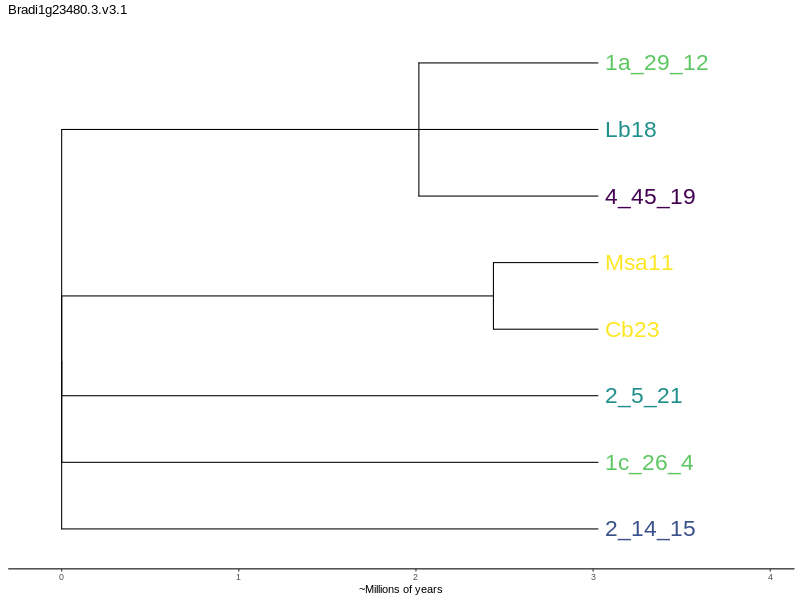 Bradi1g23480.3.v3.1
1a_29_12
Lb18
4_45_19
Msa11
Cb23
2_5_21
1c_26_4
2_14_15
0 1 2 3 4
~Millions of years